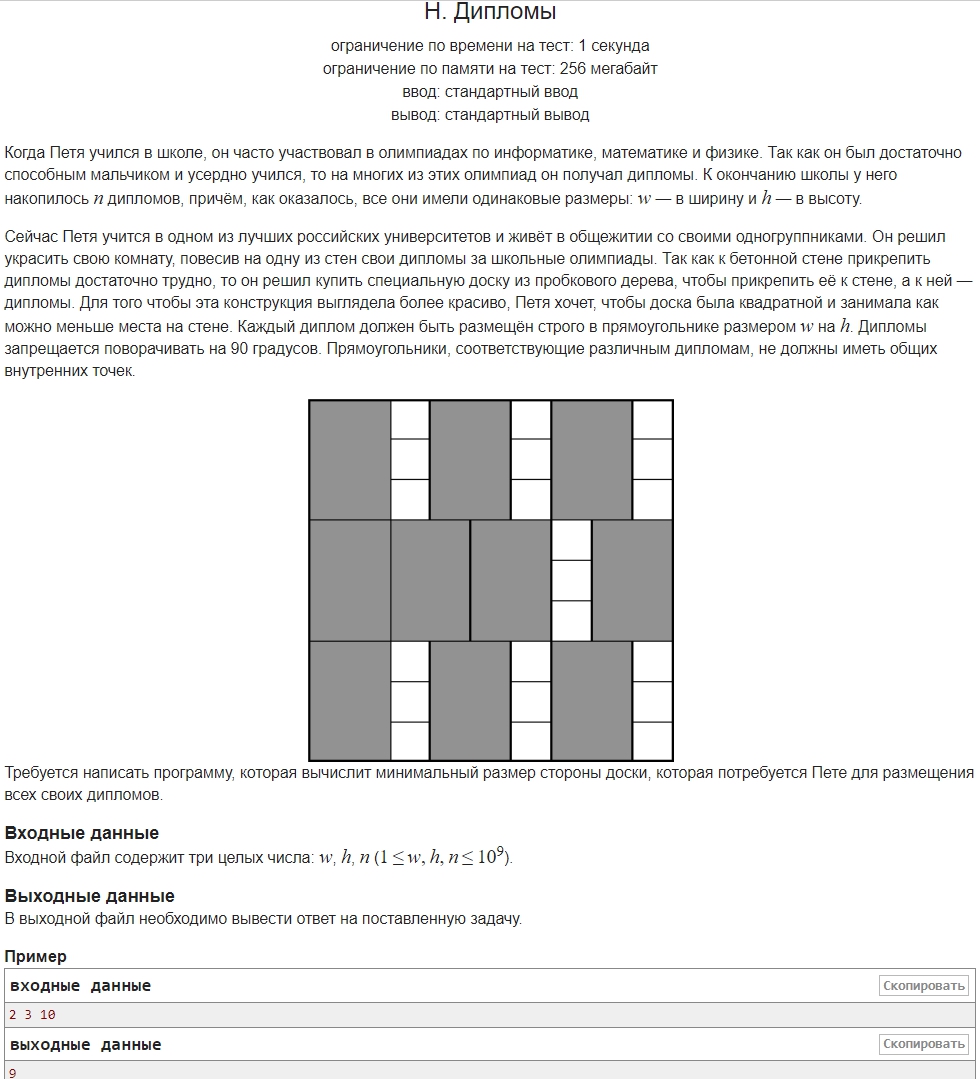 H. Дипломы
ограничение по времени на тест: 1 секунда
ограничение по памяти на тест: 256 мегабайт
ввод: стандартный ввод
вывод: стандартный вывод
Когда Петя учился в школе, он часто участвовал в олимпиадах по информатике, математике и физике. Так как он был достаточно
способным мальчиком и усердно учился, то на многих из этих олимпиад он получал дипломы. К окончанию школы у него
накопилось n дипломов, причём, как оказалось, все они имели одинаковые размеры: w — в ширину и h — в высоту.
Сейчас Петя учится в одном из лучших российских университетов и живёт в общежитии со своими одногруппниками. Он решил
украсить свою комнату, повесив на одну из стен свои дипломы за школьные олимпиады. Так как к бетонной стене прикрепить
дипломы достаточно трудно, то он решил купить специальную доску из пробкового дерева, чтобы прикрепить её к стене, а к ней —
дипломы. Для того чтобы эта конструкция выглядела более красиво, Петя хочет, чтобы доска была квадратной и занимала как
можно меньше места на стене. Каждый диплом должен быть размещён строго в прямоугольнике размером w на h. Дипломы
запрещается поворачивать на 90 градусов. Прямоугольники, соответствующие различным дипломам, не должны иметь общих
внутренних точек.
Требуется написать программу, которая вычислит минимальный размер стороны доски, которая потребуется Пете для размещения
всех своих дипломов.
Входные данные
Входной файл содержит три целых числа: w, h, n (1 ≤ w, h, n ≤ 10⁹).
Выходные данные
В выходной файл необходимо вывести ответ на поставленную задачу.
Пример
входные данные Скопировать
2 3 10
выходные данные Скопировать
9